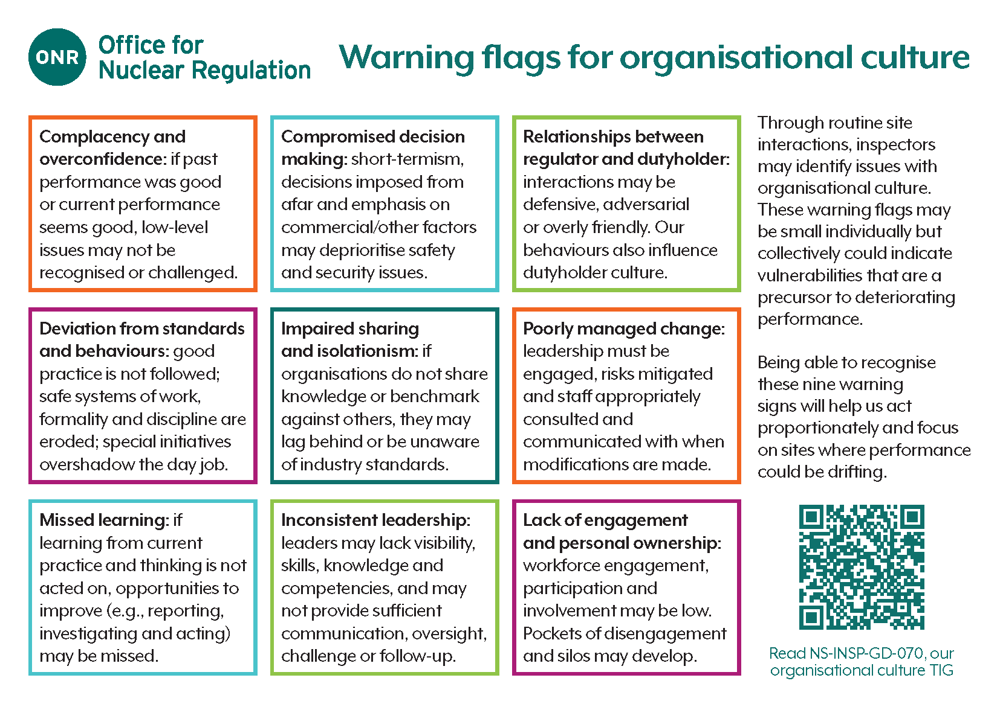 ONR
Office for
Nuclear Regulation
Warning flags for organisational culture
Complacency and
overconfidence: if past
performance was good
or current performance
seems good, low-level
issues may not be
recognised or challenged.
Compromised decision
making: short-termism,
decisions imposed from
afar and emphasis on
commercial/other factors
may deprioritise safety
and security issues.
Relationships between
regulator and dutyholder:
interactions may be
defensive, adversarial
or overly friendly. Our
behaviours also influence
dutyholder culture.
Deviation from standards
and behaviours: good
practice is not followed;
safe systems of work,
formality and discipline are
eroded; special initiatives
overshadow the day job.
Impaired sharing
and isolationism: if
organisations do not share
knowledge or benchmark
against others, they may
lag behind or be unaware
of industry standards.
Poorly managed change:
leadership must be
engaged, risks mitigated
and staff appropriately
consulted and
communicated with when
modifications are made.
Missed learning: if
learning from current
practice and thinking is not
acted on, opportunities to
improve (e.g., reporting,
investigating and acting)
may be missed.
Inconsistent leadership:
leaders may lack visibility,
skills, knowledge and
competencies, and may
not provide sufficient
communication, oversight,
challenge or follow-up.
Lack of engagement
and personal ownership:
workforce engagement,
participation and
involvement may be low.
Pockets of disengagement
and silos may develop.
Through routine site
interactions, inspectors
may identify issues with
organisational culture.
These warning flags may
be small individually but
collectively could indicate
vulnerabilities that are a
precursor to deteriorating
performance.
Being able to recognise
these nine warning
signs will help us act
proportionately and focus
on sites where performance
could be drifting.
Read NS-INSP-GD-070, our
organisational culture TIG